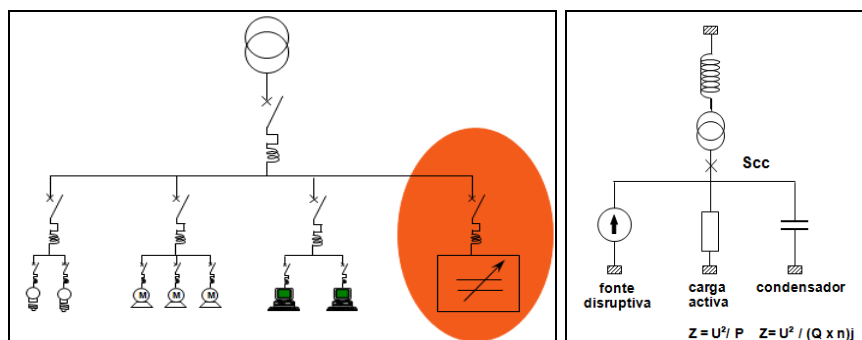 M M M
Scc
fonte disruptiva
carga activa
condensador
Z = U²/ P Z= U² / (Q x n)j